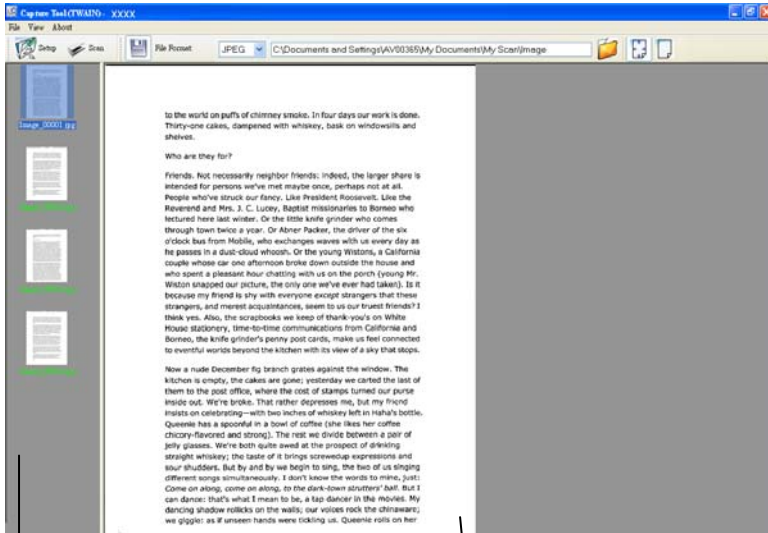 Capture Tool(TWAIN)- XXXX
File View About
Setup Scan File Format JPEG C:\Documents and Settings\AV00365\My Documents\My Scan\Image
Image_00001.jpg
to the world on puffs of chimney smoke. In four days our work is done.
Thirty-one cakes, dampened with whiskey, bask on windowsills and
shelves.
Who are they for?
Friends. Not necessarily neighbor friends: indeed, the larger share is
intended for persons we've met maybe once, perhaps not at all.
People who've struck our fancy. Like President Roosevelt. Like the
Reverend and Mrs. J. C. Lucey, Baptist missionaries to Borneo who
lectured here last winter. Or the little knife grinder who comes
through town twice a year. Or Abner Packer, the driver of the six
o'clock bus from Mobile, who exchanges waves with us every day as
he passes in a dust-cloud whoosh. Or the young Wistons, a California
couple whose car one afternoon broke down outside the house and
who spent a pleasant hour chatting with us on the porch (young Mr.
Wiston snapped our picture, the only one we've ever had taken). Is it
because my friend is shy with everyone except strangers that these
strangers, and merest acquaintances, seem to us our truest friends? I
think yes. Also, the scrapbooks we keep of thank-you's on White
House stationery, time-to-time communications from California and
Borneo, the knife grinder's penny post cards, make us feel connected
to eventful worlds beyond the kitchen with its view of a sky that stops.
Now a nude December fig branch grates against the window. The
kitchen is empty, the cakes are gone; yesterday we carted the last of
them to the post office, where the cost of stamps turned our purse
inside out. We're broke. That rather depresses me, but my friend
insists on celebrating—with two inches of whiskey left in Haha's bottle.
Queenie has a spoonful in a bowl of coffee (she likes her coffee
chicory-flavored and strong). The rest we divide between a pair of
jelly glasses. We're both quite awed at the prospect of drinking
straight whiskey; the taste of it brings screwedup expressions and
sour shudders. But by and by we begin to sing, the two of us singing
different songs simultaneously. I don't know the words to mine, just:
Come on along, come on along, to the dark-town strutters' ball. But I
can dance: that's what I mean to be, a tap dancer in the movies. My
dancing shadow rollicks on the walls; our voices rock the chinaware;
we giggle: as if unseen hands were tickling us. Queenie rolls on her